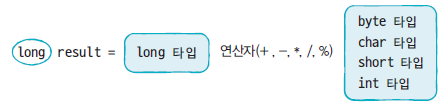 long result = long 타입 연산자(+, -, *, /, %)
byte 타입
char 타입
short 타입
int 타입